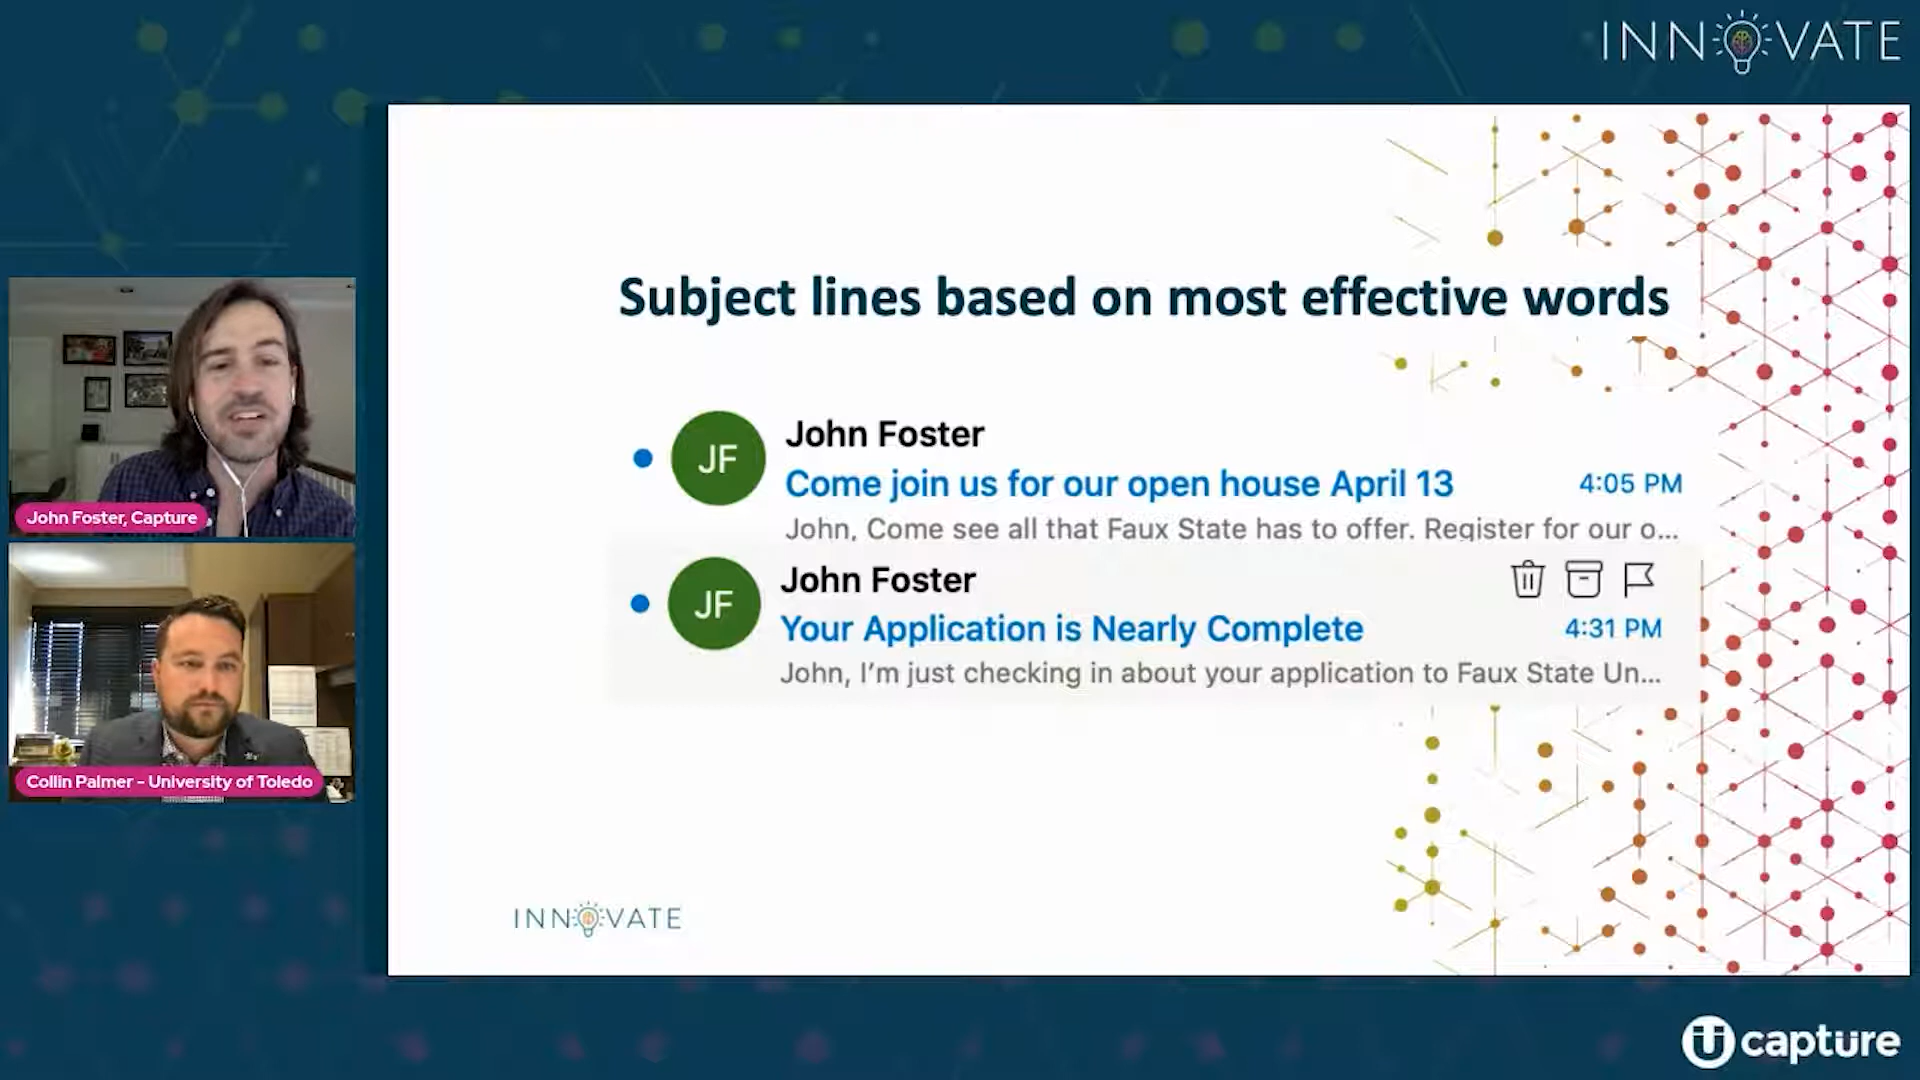 INNOVATE
Subject lines based on most effective words
JF
John Foster
Come join us for our open house April 13
4:05 PM
John, Come see all that Faux State has to offer. Register for our o...
JF
John Foster
Your Application is Nearly Complete
4:31 PM
John, I'm just checking in about your application to Faux State Un...
John Foster, Capture
Collin Palmer - University of Toledo
INNOVATE
capture